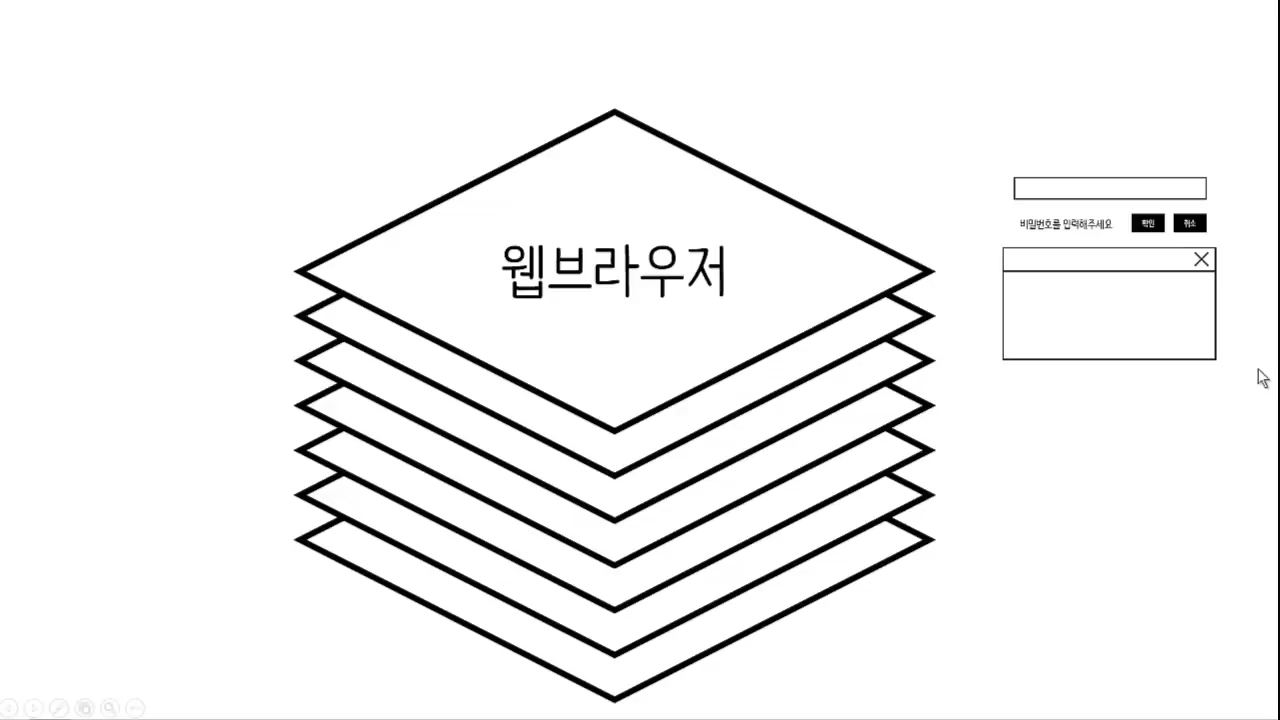 웹브라우저
비밀번호를 입력해주세요
확인
취소